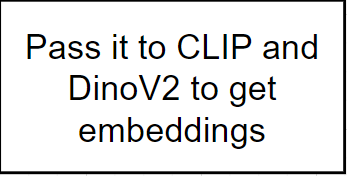 Pass it to CLIP and
DinoV2 to get
embeddings